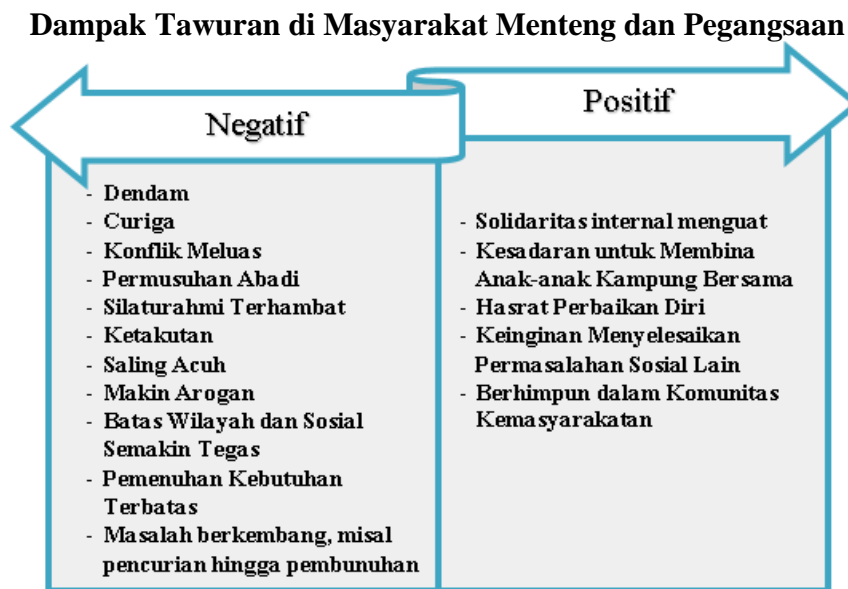 Dampak Tawuran di Masyarakat Menteng dan Pegangsaan
Negatif
- Dendam
- Curiga
- Konflik Meluas
- Permusuhan Abadi
- Silaturahmi Terhambat
- Ketakutan
- Saling Acuh
- Makin Arogan
- Batas Wilayah dan Sosial
Semakin Tegas
- Pemenuhan Kebutuhan
Terbatas
- Masalah berkembang, misal
pencurian hingga pembunuhan
Positif
- Solidaritas internal menguat
- Kesadaran untuk Membina
Anak-anak Kampung Bersama
- Hasrat Perbaikan Diri
- Keinginan Menyelesaikan
Permasalahan Sosial Lain
- Berhimpun dalam Komunitas
Kemasyarakatan